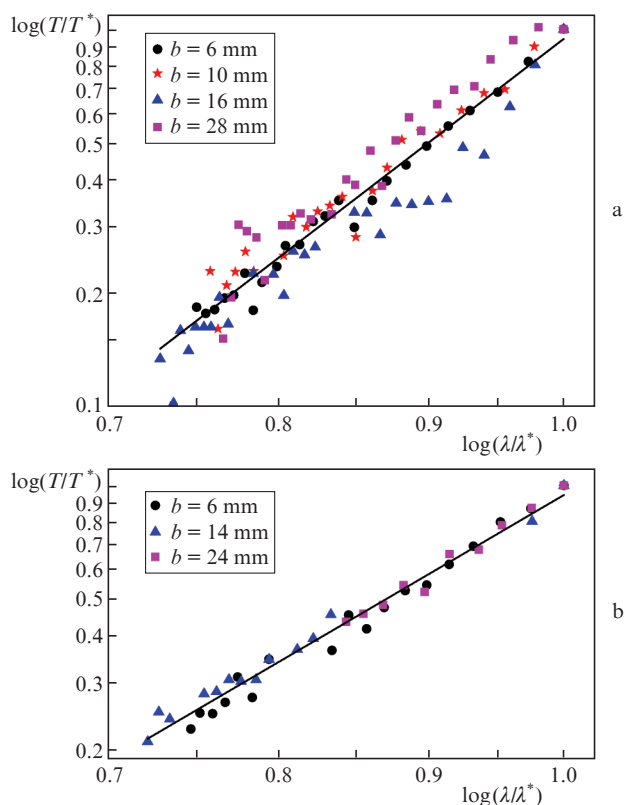 log(T/T*)
0.9
0.8
0.7
0.6
0.5
0.4
0.3
0.2
0.1
b = 6 mm
b = 10 mm
b = 16 mm
b = 28 mm
a
0.7 0.8 0.9 1.0
log(λ/λ*)
log(T/T*)
0.9
0.8
0.7
0.6
0.5
0.4
0.3
0.2
b = 6 mm
b = 14 mm
b = 24 mm
b
0.7 0.8 0.9 1.0
log(λ/λ*)